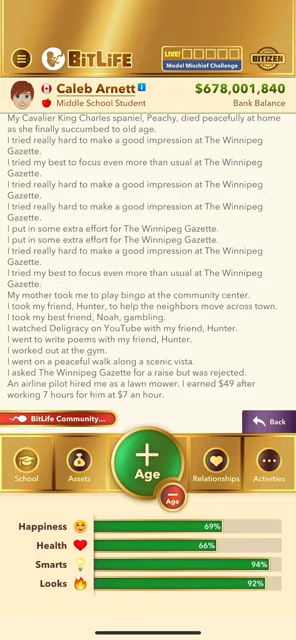 BITLIFE
LIVE!
Model Mischief Challenge
BITIZEN
Caleb Arnett
$678,001,840
Middle School Student
Bank Balance
My Cavalier King Charles spaniel, Peachy, died peacefully at home
as she finally succumbed to old age.
I tried really hard to make a good impression at The Winnipeg
Gazette.
I tried my best to focus even more than usual at The Winnipeg
Gazette.
I tried really hard to make a good impression at The Winnipeg
Gazette.
I tried really hard to make a good impression at The Winnipeg
Gazette.
I put in some extra effort for The Winnipeg Gazette.
I put in some extra effort for The Winnipeg Gazette.
I tried really hard to make a good impression at The Winnipeg
Gazette.
I tried my best to focus even more than usual at The Winnipeg
Gazette.
My mother took me to play bingo at the community center.
I took my friend, Hunter, to help the neighbors move across town.
I took my best friend, Noah, gambling.
I watched Deligracy on YouTube with my friend, Hunter.
I went to write poems with my friend, Hunter.
I worked out at the gym.
I went on a peaceful walk along a scenic vista.
I asked The Winnipeg Gazette for a raise but was rejected.
An airline pilot hired me as a lawn mower. I earned $49 after
working 7 hours for him at $7 an hour.
BitLife Community...
Back
School
Assets
Age
Age
Relationships
Activities
Happiness
69%
Health
66%
Smarts
94%
Looks
92%